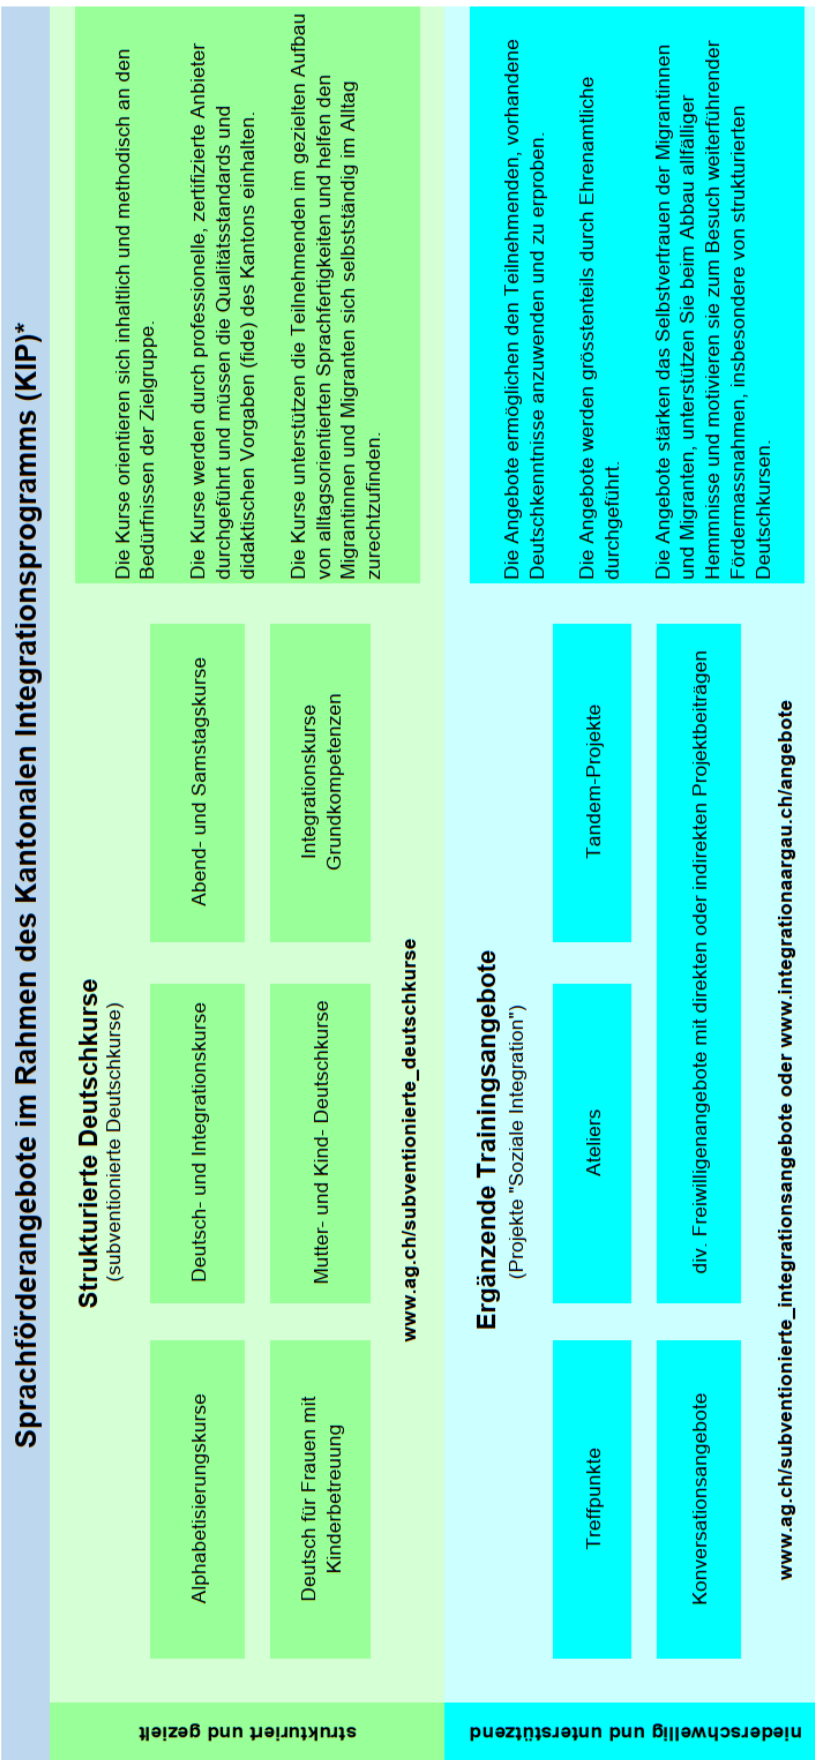 Sprachförderangebote im Rahmen des Kantonalen Integrationsprogramms (KIP)*
strukturiert und gezielt
Strukturierte Deutschkurse
(subventionierte Deutschkurse)
Alphabetisierungskurse
Deutsch- und Integrationskurse
Abend- und Samstagskurse
Deutsch für Frauen mit
Kinderbetreuung
Mutter- und Kind- Deutschkurse
Integrationskurse
Grundkompetenzen
www.ag.ch/subventionierte_deutschkurse
Die Kurse orientieren sich inhaltlich und methodisch an den
Bedürfnissen der Zielgruppe.
Die Kurse werden durch professionelle, zertifizierte Anbieter
durchgeführt und müssen die Qualitätsstandards und
didaktischen Vorgaben (fide) des Kantons einhalten.
Die Kurse unterstützen die Teilnehmenden im gezielten Aufbau
von alltagsorientierten Sprachfertigkeiten und helfen den
Migrantinnen und Migranten sich selbstständig im Alltag
zurechtzufinden.
niederschwellig und unterstützend
Ergänzende Trainingsangebote
(Projekte "Soziale Integration")
Treffpunkte
Ateliers
Tandem-Projekte
Konversationsangebote
div. Freiwilligenangebote mit direkten oder indirekten Projektbeiträgen
www.ag.ch/subventionierte_integrationsangebote oder www.integrationaargau.ch/angebote
Die Angebote ermöglichen den Teilnehmenden, vorhandene
Deutschkenntnisse anzuwenden und zu erproben.
Die Angebote werden grösstenteils durch Ehrenamtliche
durchgeführt.
Die Angebote stärken das Selbstvertrauen der Migrantinnen
und Migranten, unterstützen Sie beim Abbau allfälliger
Hemmnisse und motivieren sie zum Besuch weiterführender
Fördermassnahmen, insbesondere von strukturierten
Deutschkursen.